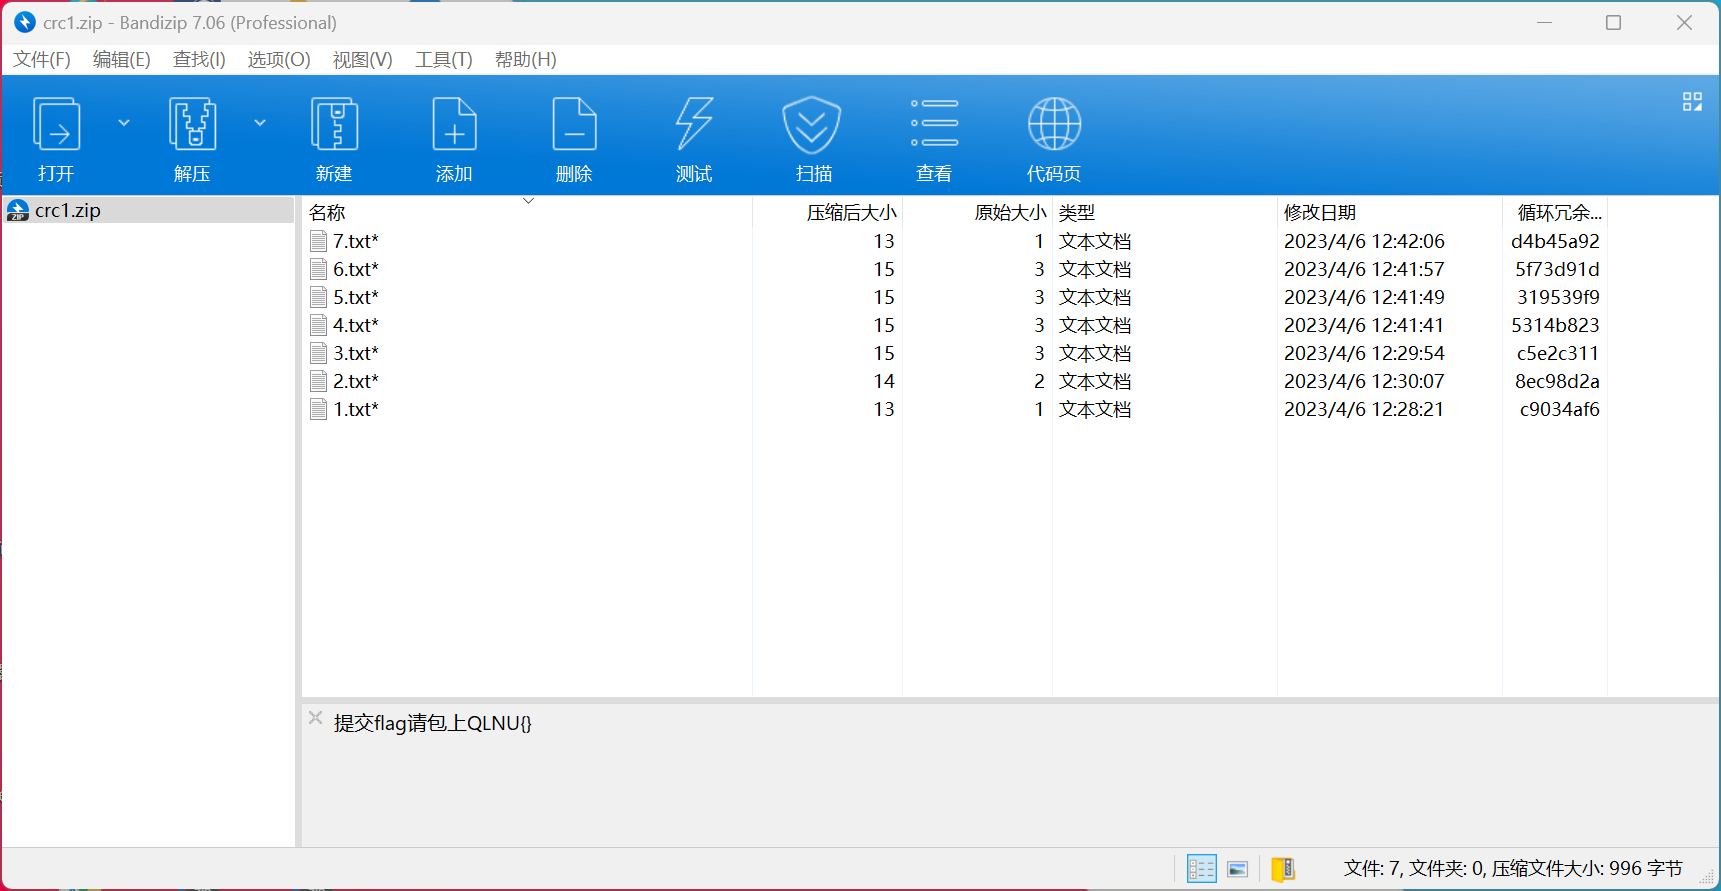 crc1.zip - Bandizip 7.06 (Professional)
文件(F) 编辑(E) 查找(I) 选项(O) 视图(V) 工具(T) 帮助(H)
打开 解压 新建 添加 删除 测试 扫描 查看 代码页
crc1.zip
名称 压缩后大小 原始大小 类型 修改日期 循环冗余...
7.txt* 13 1 文本文档 2023/4/6 12:42:06 d4b45a92
6.txt* 15 3 文本文档 2023/4/6 12:41:57 5f73d91d
5.txt* 15 3 文本文档 2023/4/6 12:41:49 319539f9
4.txt* 15 3 文本文档 2023/4/6 12:41:41 5314b823
3.txt* 15 3 文本文档 2023/4/6 12:29:54 c5e2c311
2.txt* 14 2 文本文档 2023/4/6 12:30:07 8ec98d2a
1.txt* 13 1 文本文档 2023/4/6 12:28:21 c9034af6
提交flag请包上QLNU{}
文件: 7, 文件夹: 0, 压缩文件大小: 996 字节